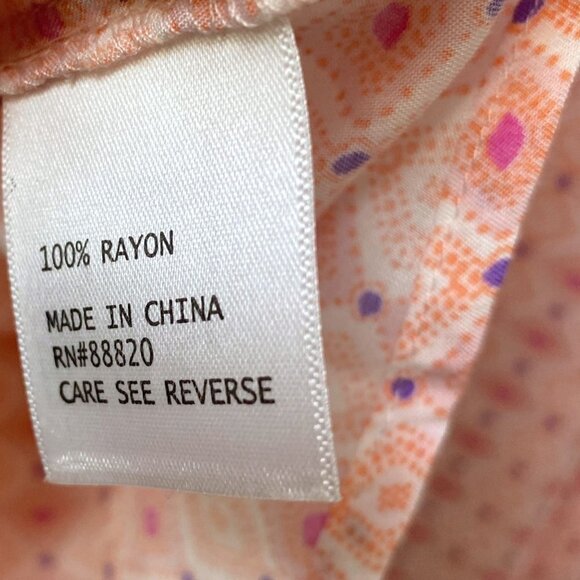 100% RAYON
MADE IN CHINA
RN#88820
CARE SEE REVERSE